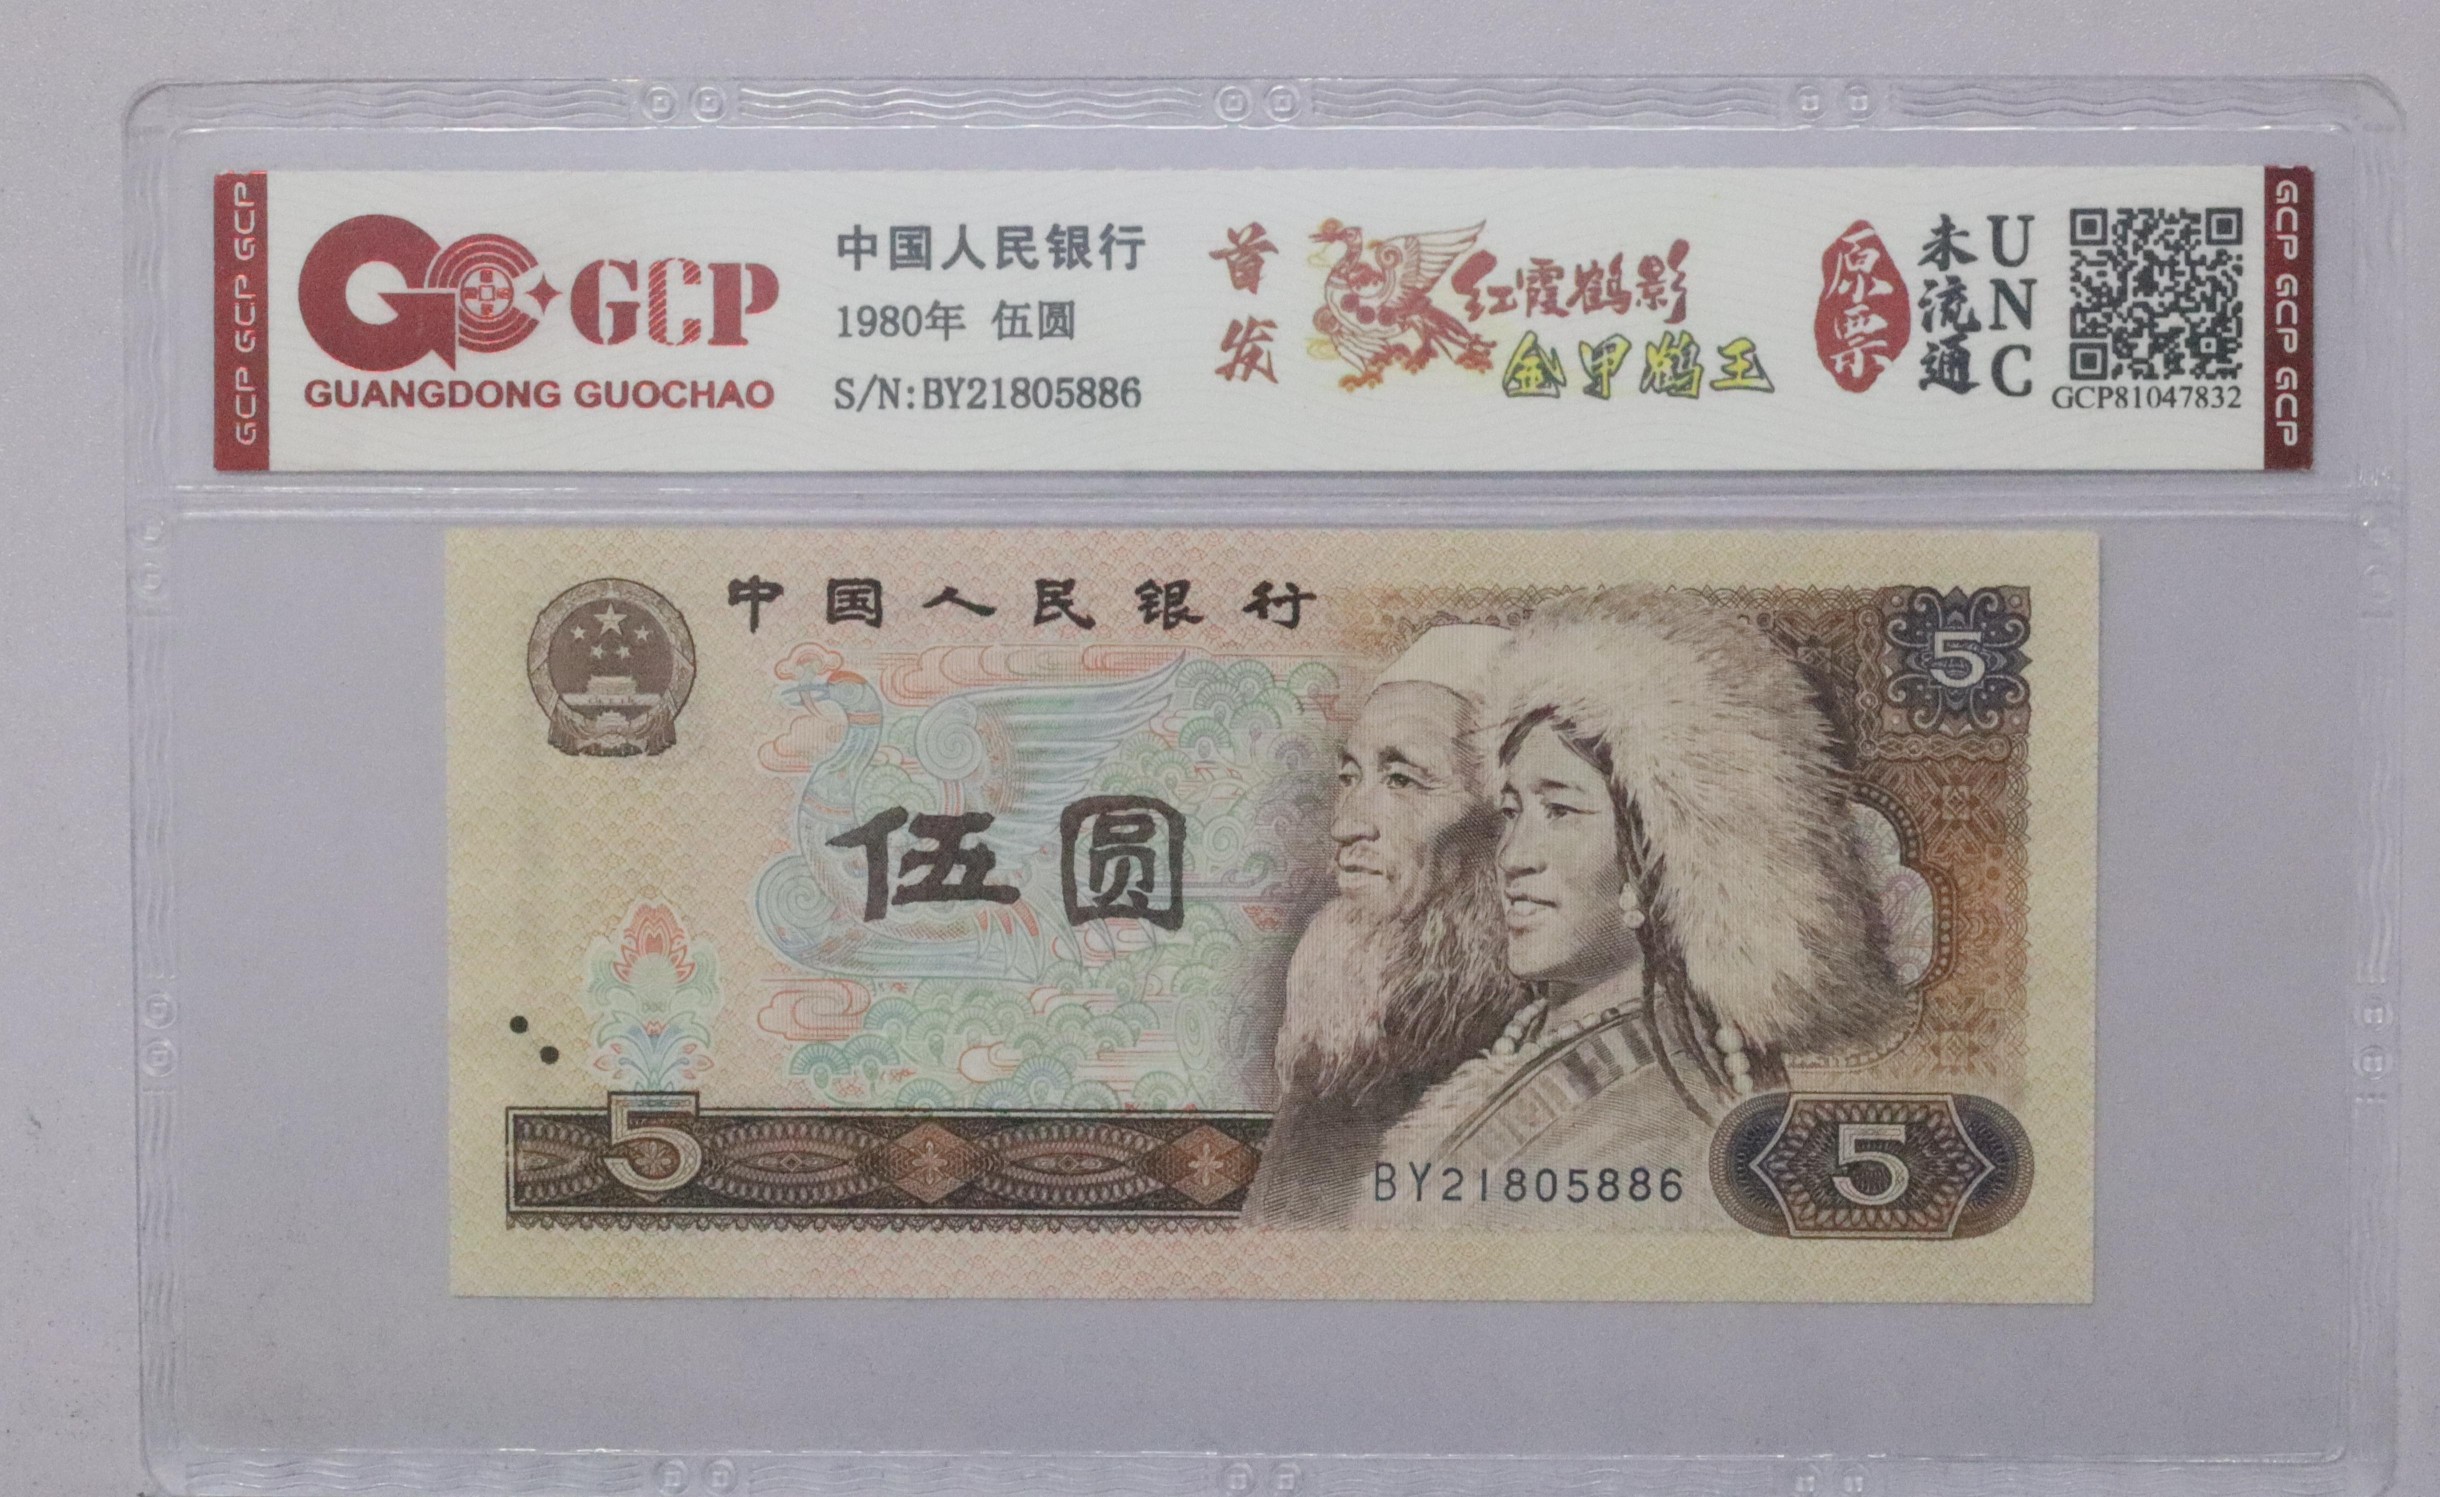 GCP GCP GCP
GCP
GUANGDONG GUOCHAO
中国人民银行
1980年 伍圆
S/N:BY21805886
首发
红霞鹤影
金甲鹤王
原票
未流通
UNC
GCP81047832
GCP GCP GCP
中国人民银行
5
伍圆
5
BY21805886
5